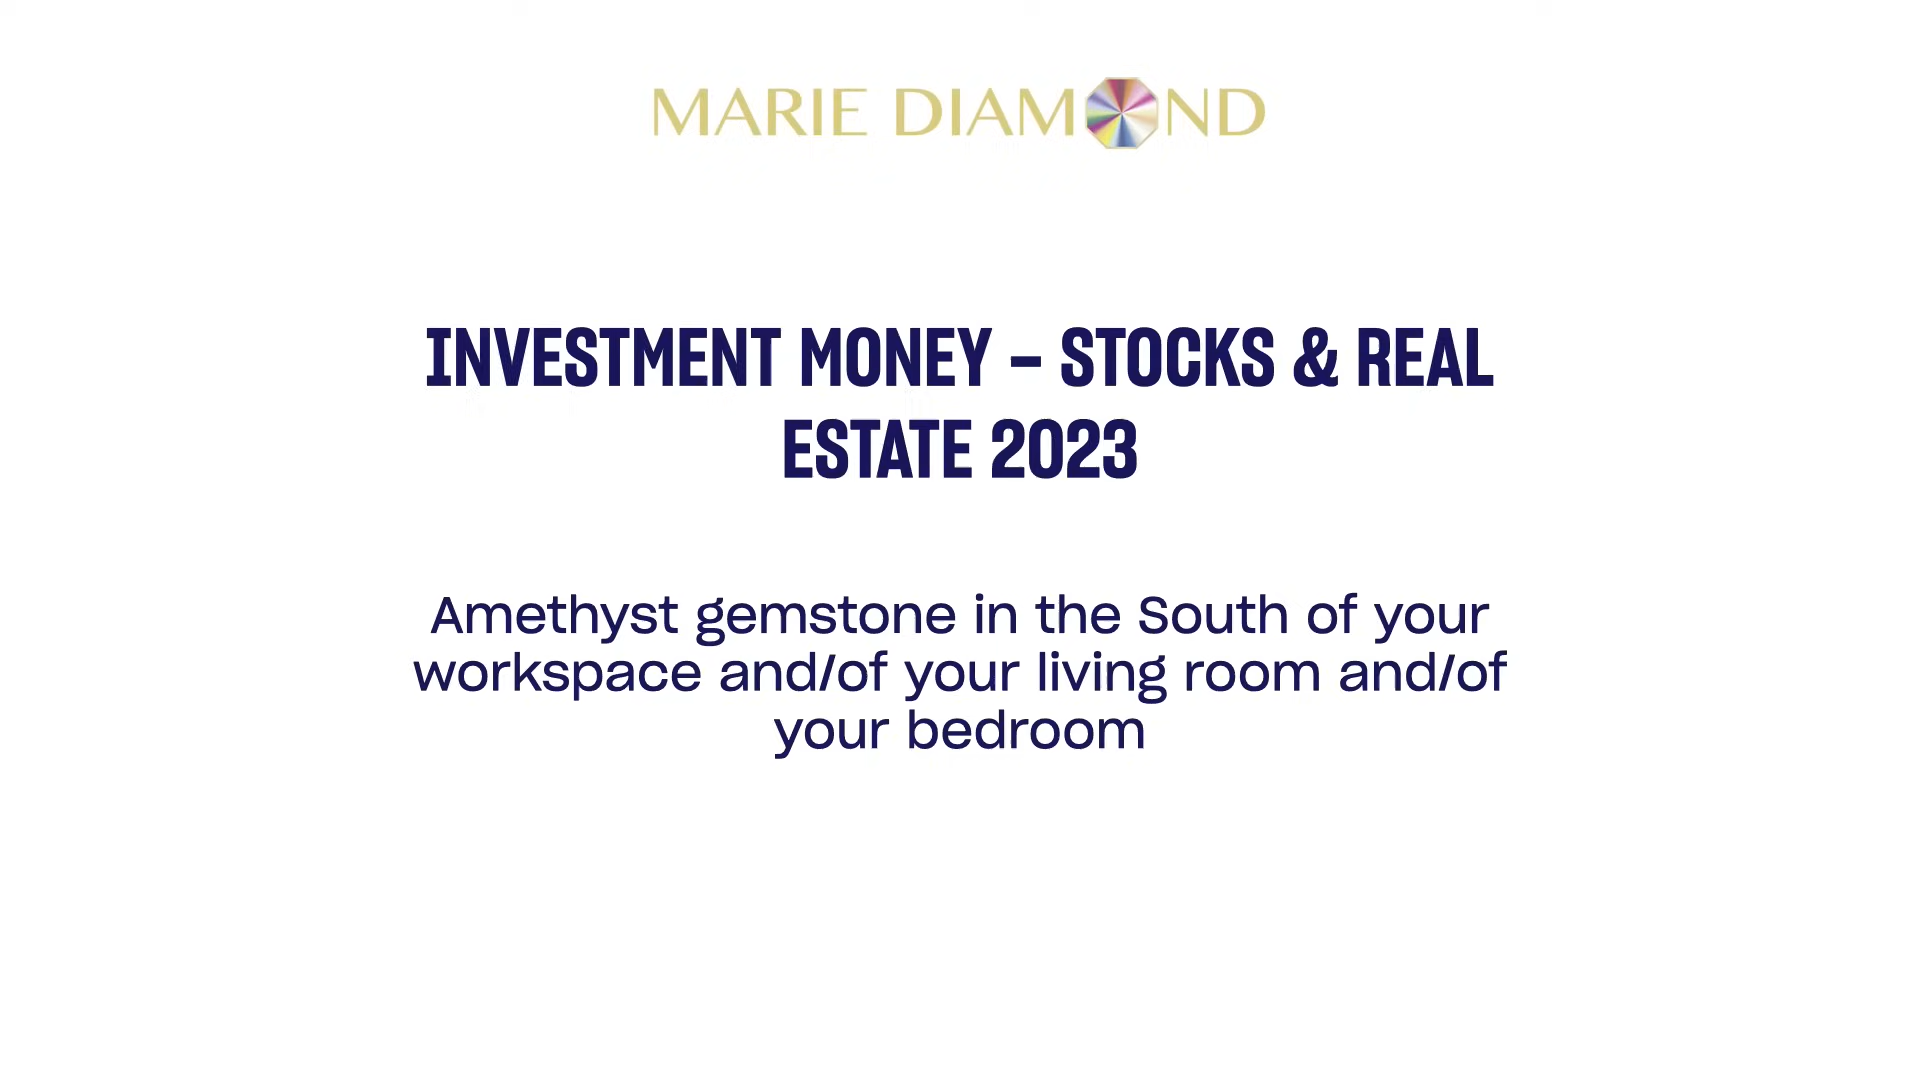 MARIE DIAMOND
INVESTMENT MONEY – STOCKS & REAL
ESTATE 2023
Amethyst gemstone in the South of your
workspace and/of your living room and/of
your bedroom